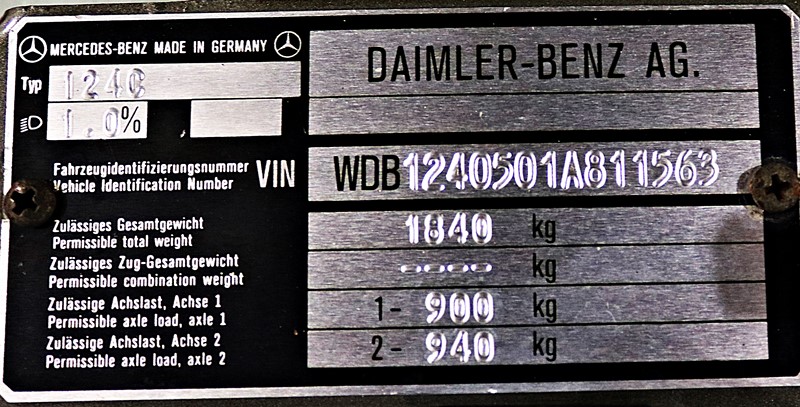 MERCEDES-BENZ MADE IN GERMANY
DAIMLER-BENZ AG.
Typ 124C
1.0%
Fahrzeugidentifizierungsnummer
Vehicle Identification Number
VIN
WDB1240501A811563
Zulässiges Gesamtgewicht
Permissible total weight
1840 kg
Zulässiges Zug-Gesamtgewicht
Permissible combination weight
---- kg
Zulässige Achslast, Achse 1
Permissible axle load, axle 1
1- 900 kg
Zulässige Achslast, Achse 2
Permissible axle load, axle 2
2- 940 kg